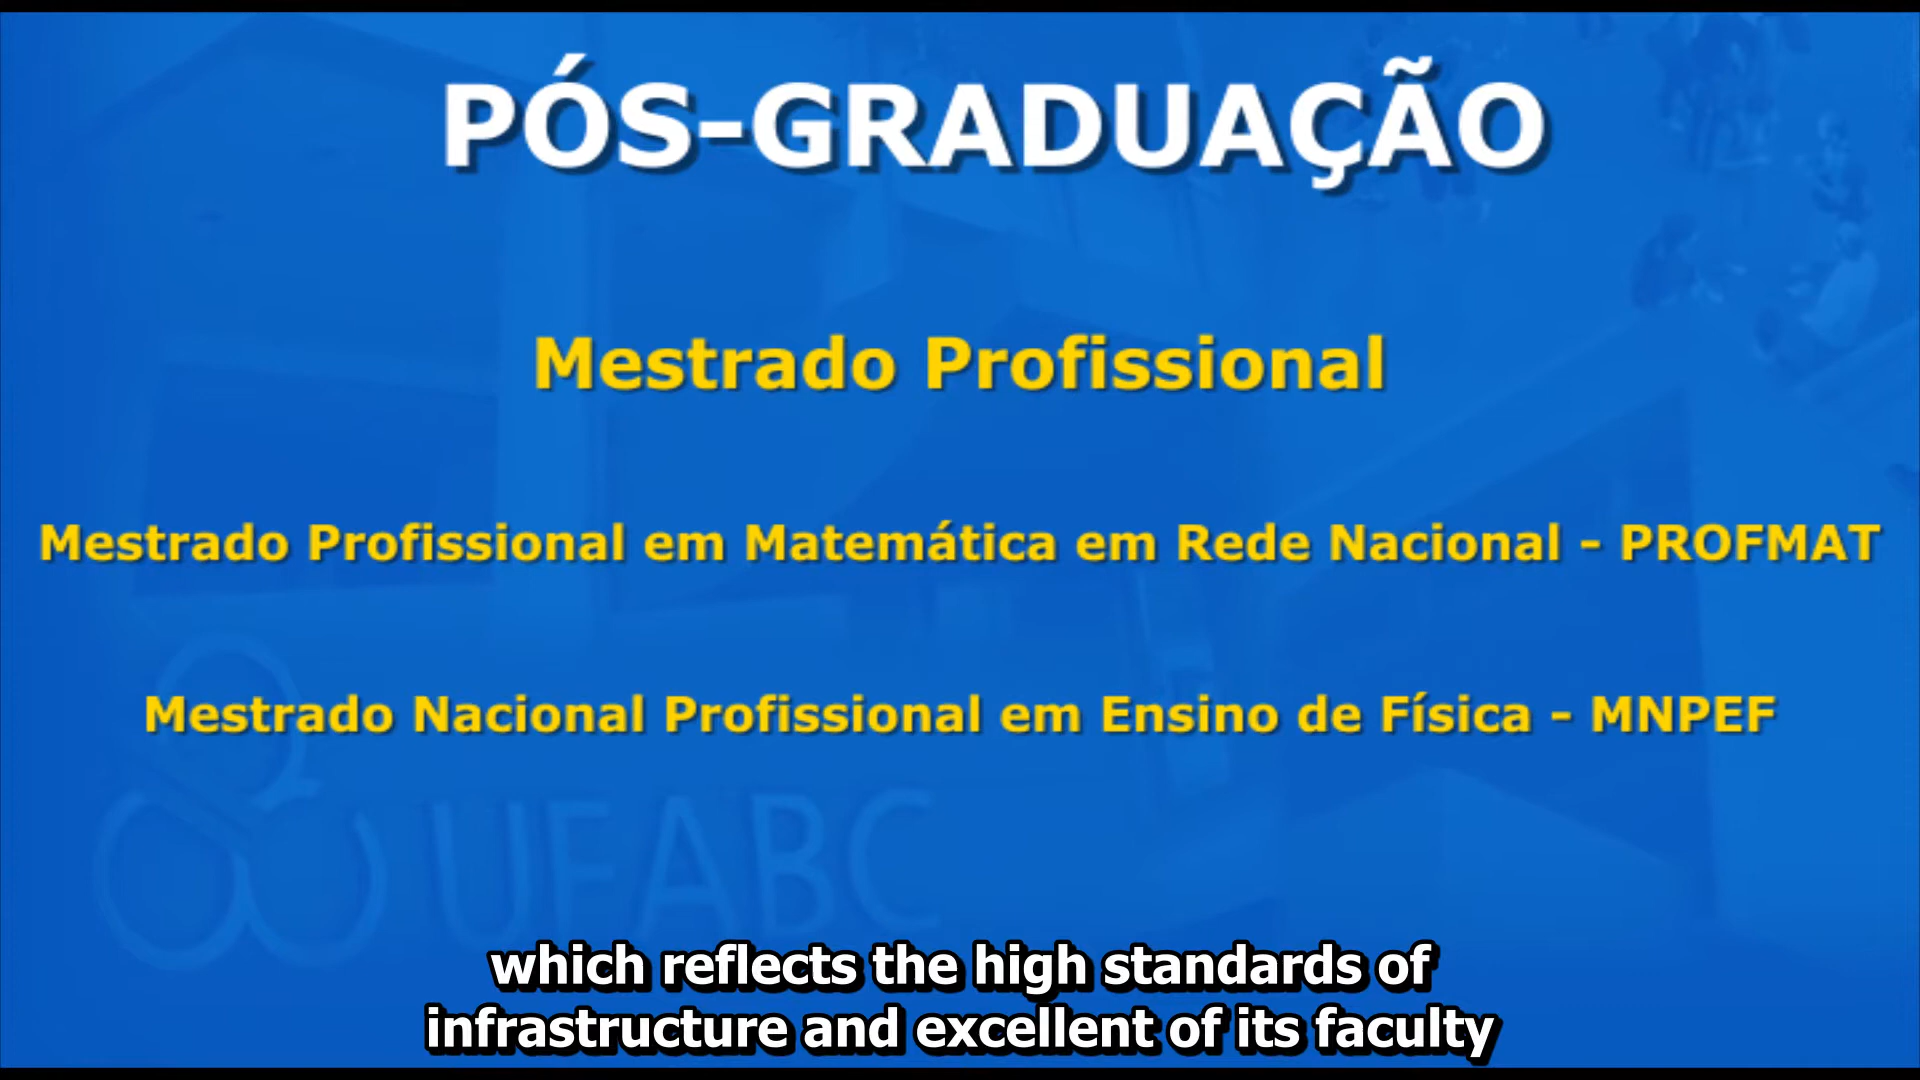 PÓS-GRADUAÇÃO
Mestrado Profissional
Mestrado Profissional em Matemática em Rede Nacional - PROFMAT
Mestrado Nacional Profissional em Ensino de Física - MNPEF
UFABC
which reflects the high standards of
infrastructure and excellent of its faculty